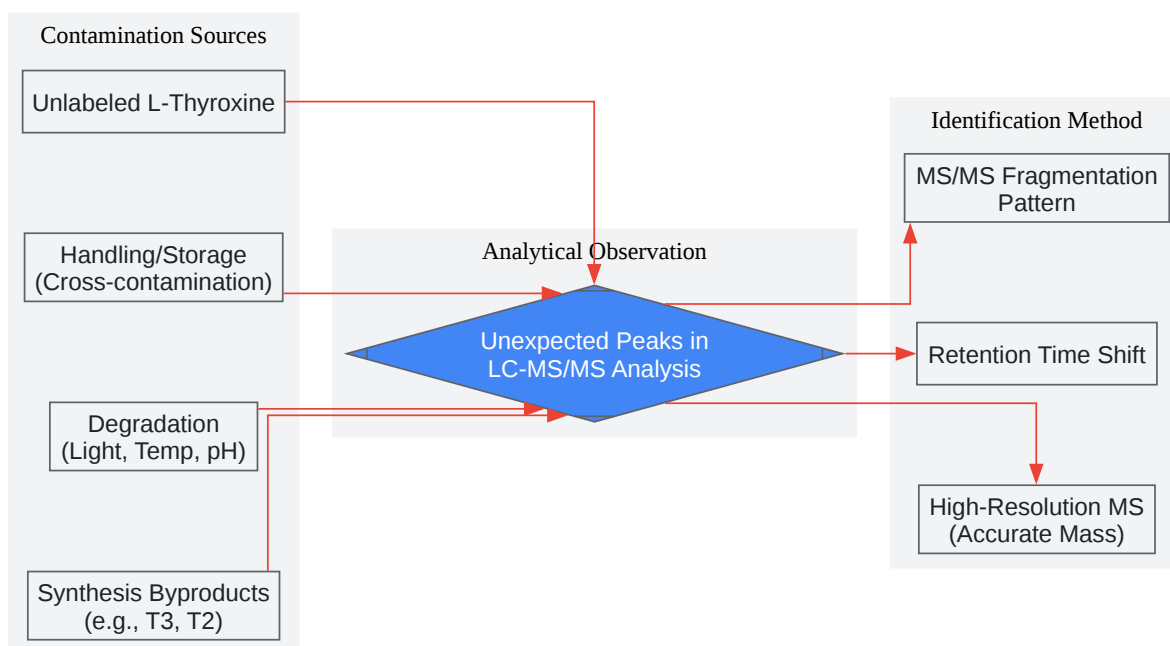 Contamination Sources
Unlabeled L-Thyroxine
Handling/Storage
(Cross-contamination)
Degradation
(Light, Temp, pH)
Synthesis Byproducts
(e.g., T3, T2)
Analytical Observation
Unexpected Peaks in
LC-MS/MS Analysis
Identification Method
MS/MS Fragmentation
Pattern
Retention Time Shift
High-Resolution MS
(Accurate Mass)